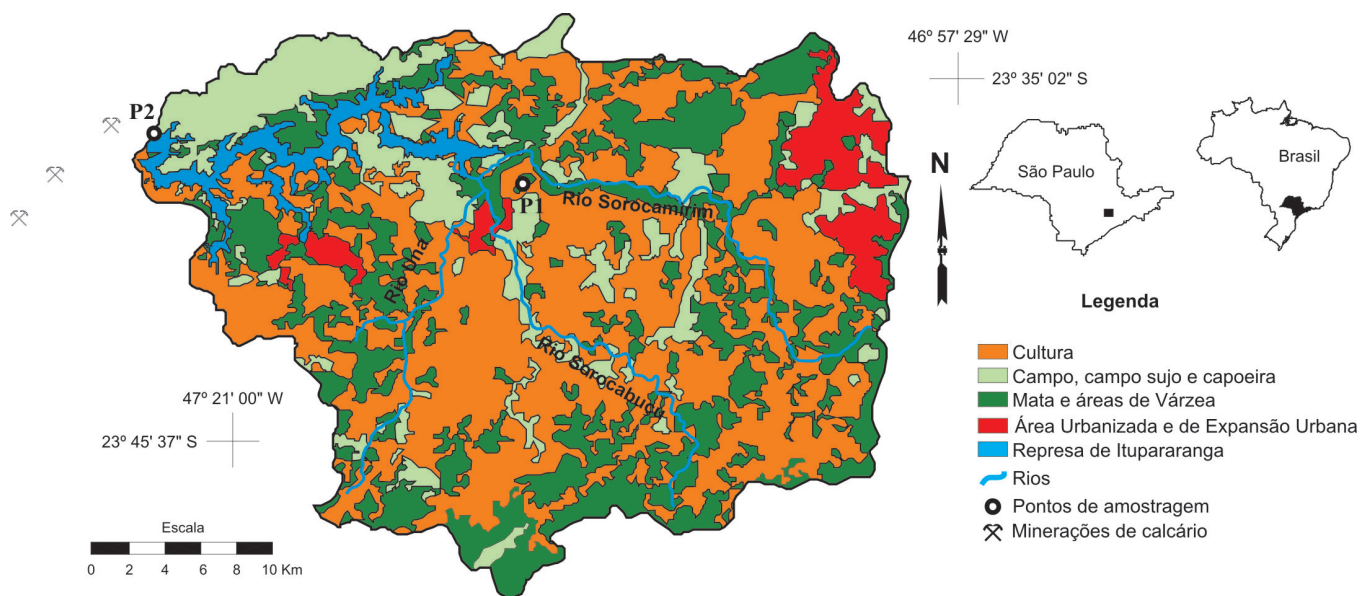 46º 57' 29" W
23º 35' 02" S
P2
P1
Rio Sorocamirim
Rio Una
Rio Sorocabuçu
N
São Paulo
Brasil
47º 21' 00" W
23º 45' 37" S
Escala
0 2 4 6 8 10 Km
Legenda
Cultura
Campo, campo sujo e capoeira
Mata e áreas de Várzea
Área Urbanizada e de Expansão Urbana
Represa de Itupararanga
Rios
Pontos de amostragem
Minerações de calcário